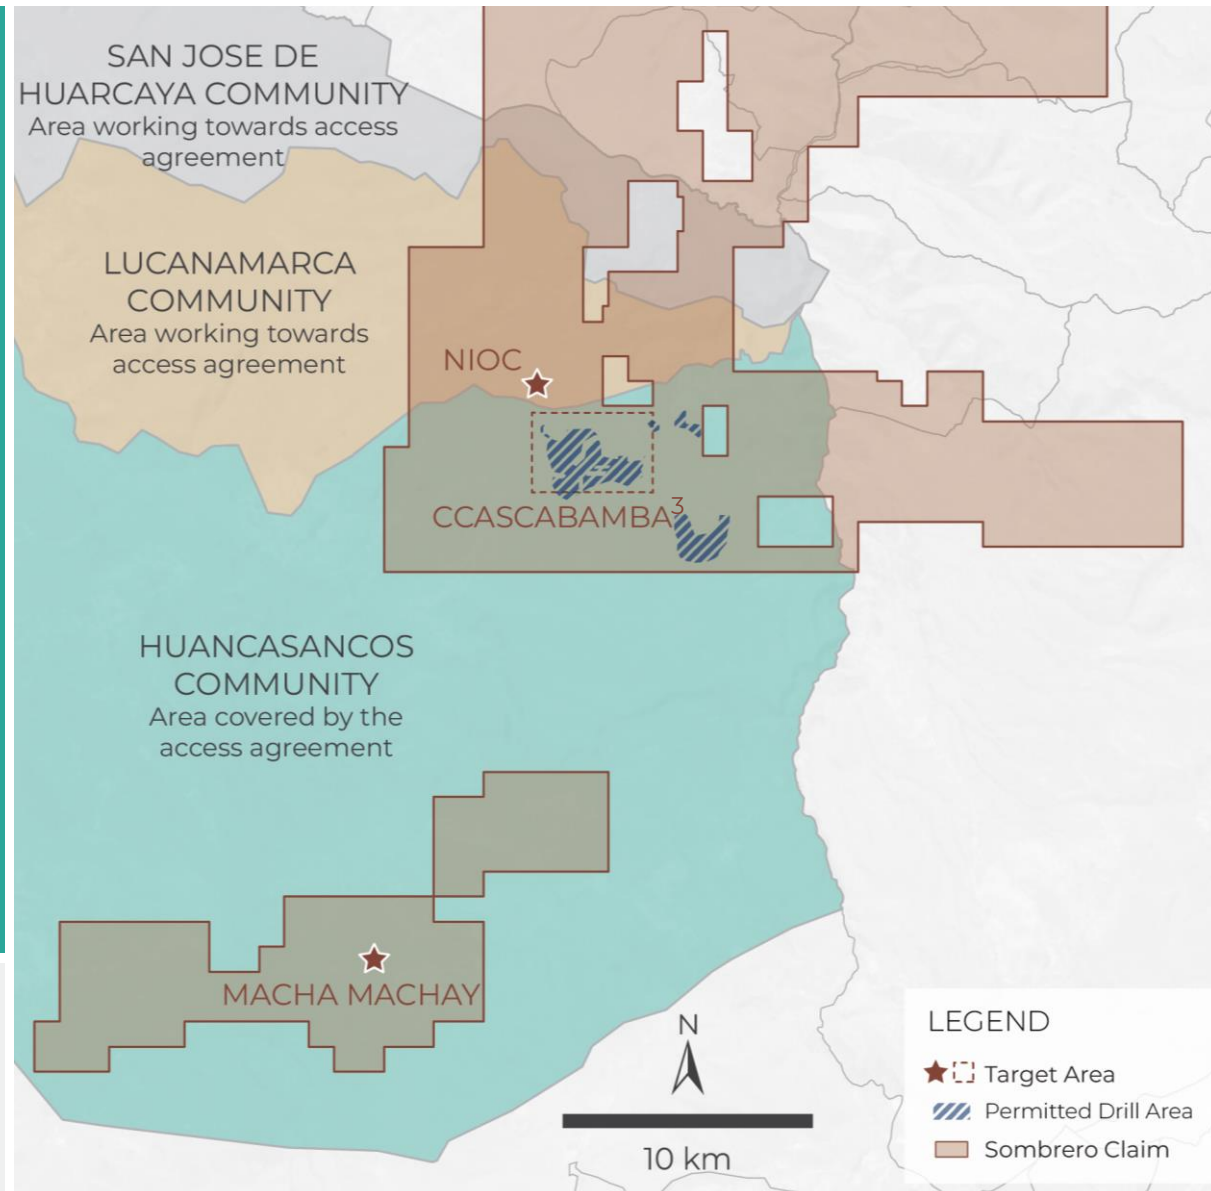 SAN JOSE DE
HUARCAYA COMMUNITY
Area working towards access
agreement
LUCANAMARCA
COMMUNITY
Area working towards
access agreement
NIOC
CCASCABAMBA³
HUANCASANCOS
COMMUNITY
Area covered by the
access agreement
MACHA MACHAY
N
10 km
LEGEND
Target Area
Permitted Drill Area
Sombrero Claim